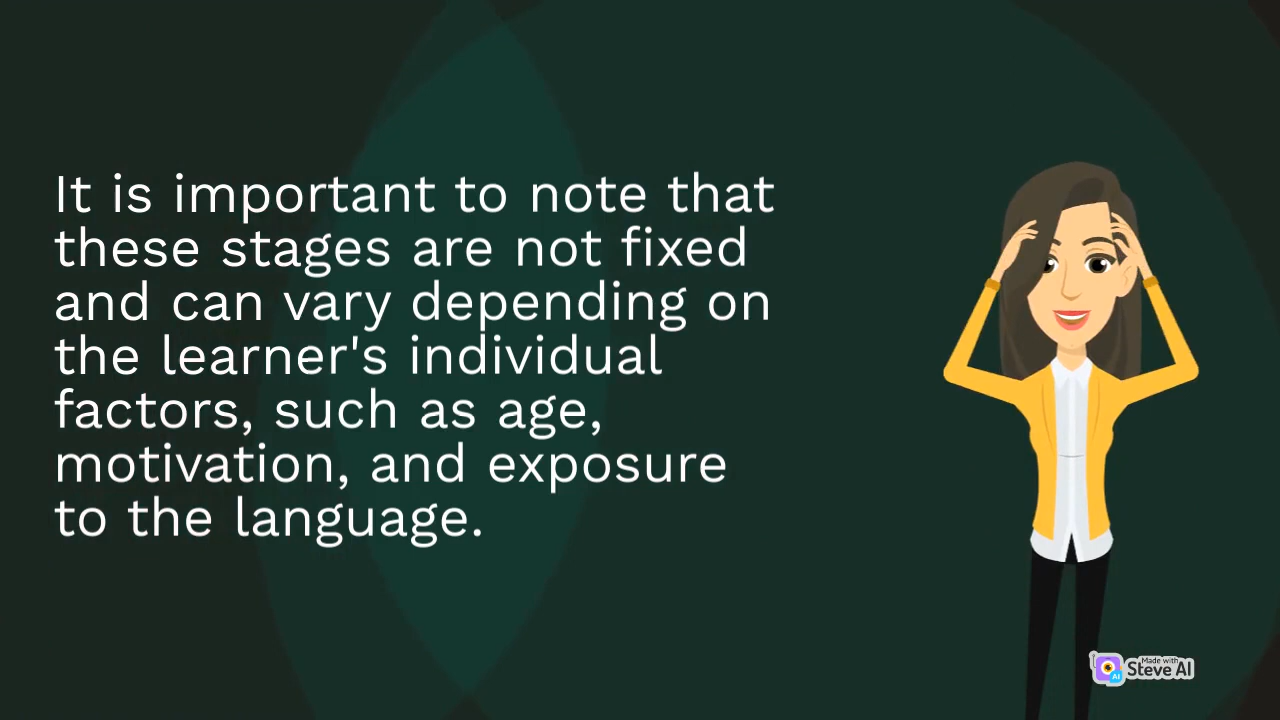 It is important to note that
these stages are not fixed
and can vary depending on
the learner's individual
factors, such as age,
motivation, and exposure
to the language.
Made with
Steve AI
AI